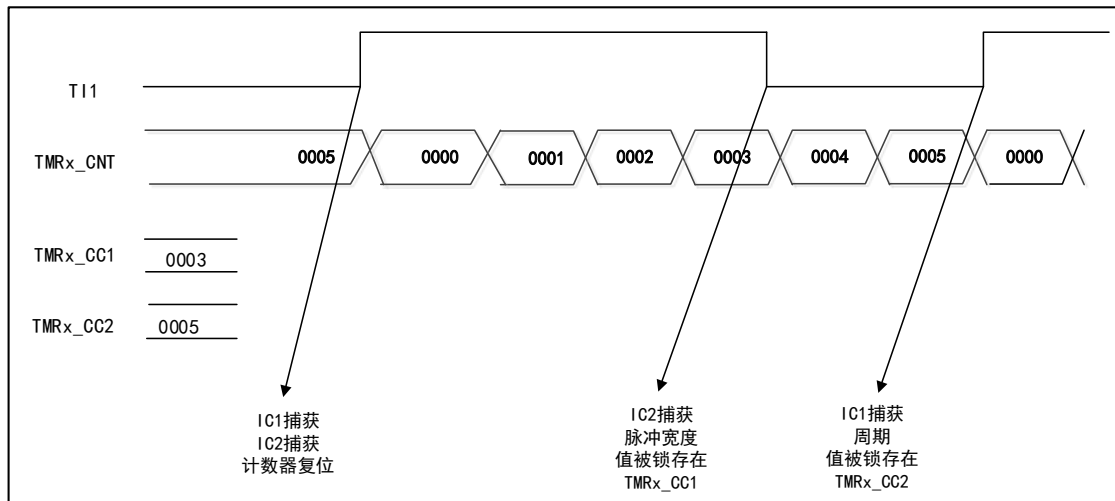 TI1
TMRx_CNT
0005
0000
0001
0002
0003
0004
0005
0000
TMRx_CC1
0003
TMRx_CC2
0005
IC1捕获
IC2捕获
计数器复位
IC2捕获
脉冲宽度
值被锁存在
TMRx_CC1
IC1捕获
周期
值被锁存在
TMRx_CC2